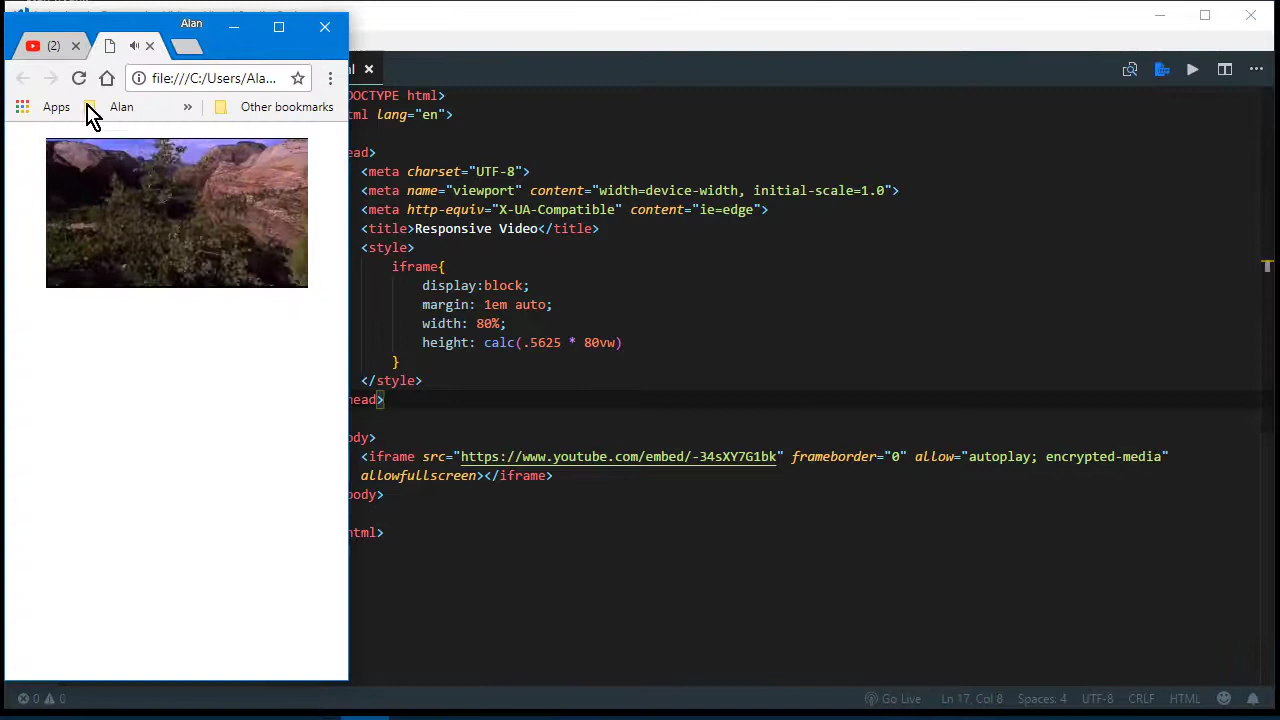 Alan
(2)
file:///C:/Users/Ala...
Apps
Alan
»
Other bookmarks
ml
DOCTYPE html>
tml lang="en">
ead>
<meta charset="UTF-8">
<meta name="viewport" content="width=device-width, initial-scale=1.0">
<meta http-equiv="X-UA-Compatible" content="ie=edge">
<title>Responsive Video</title>
<style>
iframe{
display:block;
margin: 1em auto;
width: 80%;
height: calc(.5625 * 80vw)
}
</style>
head>
ody>
<iframe src="https://www.youtube.com/embed/-34sXY7G1bk" frameborder="0" allow="autoplay; encrypted-media"
allowfullscreen></iframe>
ody>
html>
0 0 Go Live Ln 17, Col 8 Spaces: 4 UTF-8 CRLF HTML